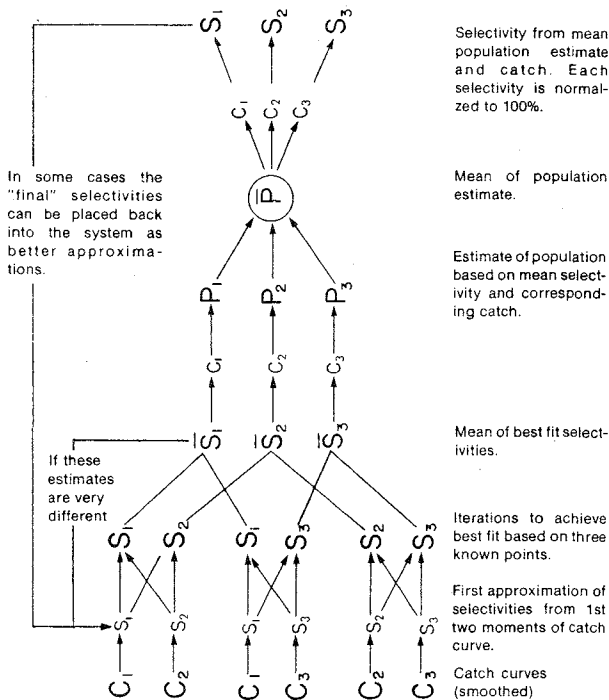 S1 S2 S3
Selectivity from mean
population estimate
and catch. Each
selectivity is normal-
ized to 100%.
C1 C2 C3
In some cases the
"final" selectivities
can be placed back
into the system as
better approxima-
tions.
P̅
Mean of population
estimate.
P1 P2 P3
Estimate of population
based on mean select-
ivity and correspond-
ing catch.
C1 C2 C3
S̅1 S̅2 S̅3
Mean of best fit select-
ivities.
If these
estimates
are very
different
S1 S2 S1 S3 S2 S3
Iterations to achieve
best fit based on three
known points.
S1 S2 S1 S3 S2 S3
First approximation of
selectivities from 1st
two moments of catch
curve.
C1 C2 C1 C3 C2 C3
Catch curves
(smoothed)